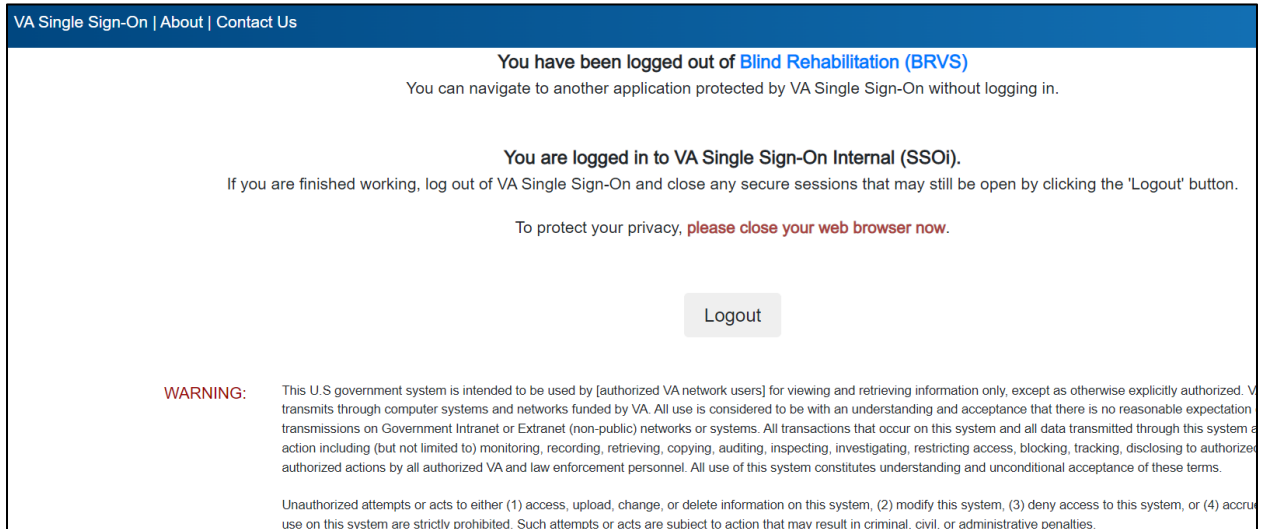 VA Single Sign-On | About | Contact Us
You have been logged out of Blind Rehabilitation (BRVS)
You can navigate to another application protected by VA Single Sign-On without logging in.
You are logged in to VA Single Sign-On Internal (SSOi).
If you are finished working, log out of VA Single Sign-On and close any secure sessions that may still be open by clicking the 'Logout' button.
To protect your privacy, please close your web browser now.
Logout
WARNING: This U.S government system is intended to be used by [authorized VA network users] for viewing and retrieving information only, except as otherwise explicitly authorized.
transmits through computer systems and networks funded by VA. All use is considered to be with an understanding and acceptance that there is no reasonable expectation
transmissions on Government Intranet or Extranet (non-public) networks or systems. All transactions that occur on this system and all data transmitted through this system
action including (but not limited to) monitoring, recording, retrieving, copying, auditing, inspecting, investigating, restricting access, blocking, tracking, disclosing to
authorized actions by all authorized VA and law enforcement personnel. All use of this system constitutes understanding and unconditional acceptance of these terms.
Unauthorized attempts or acts to either (1) access, upload, change, or delete information on this system, (2) modify this system, (3) deny access to this system, or (4)
use on this system are strictly prohibited. Such attempts or acts are subject to action that may result in criminal, civil, or administrative penalties.